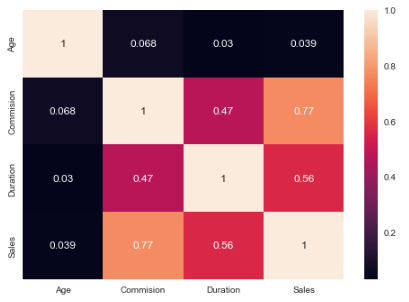 Age 1 0.068 0.03 0.039
Commision 0.068 1 0.47 0.77
Duration 0.03 0.47 1 0.56
Sales 0.039 0.77 0.56 1
Age Commision Duration Sales
1.0
0.8
0.6
0.4
0.2